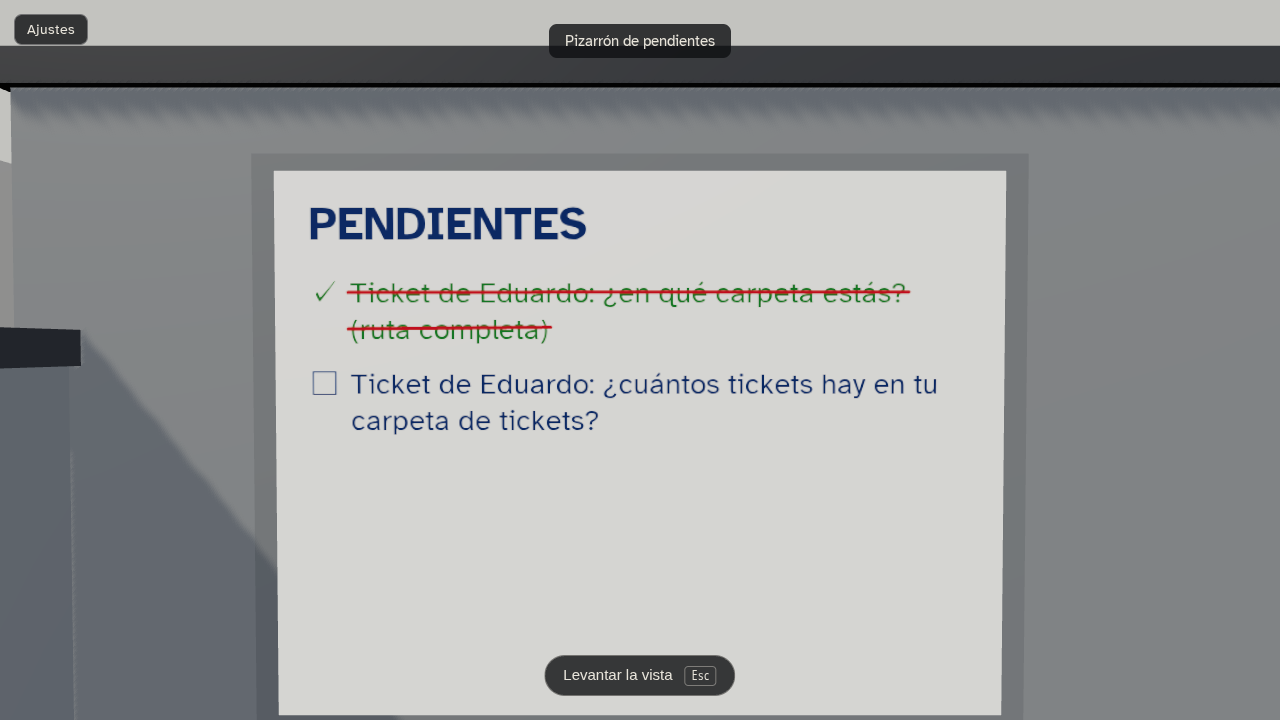 Ajustes
Pizarrón de pendientes
PENDIENTES
✓ Ticket de Eduardo: ¿en qué carpeta estás?
(ruta completa)
☐ Ticket de Eduardo: ¿cuántos tickets hay en tu
carpeta de tickets?
Levantar la vista Esc